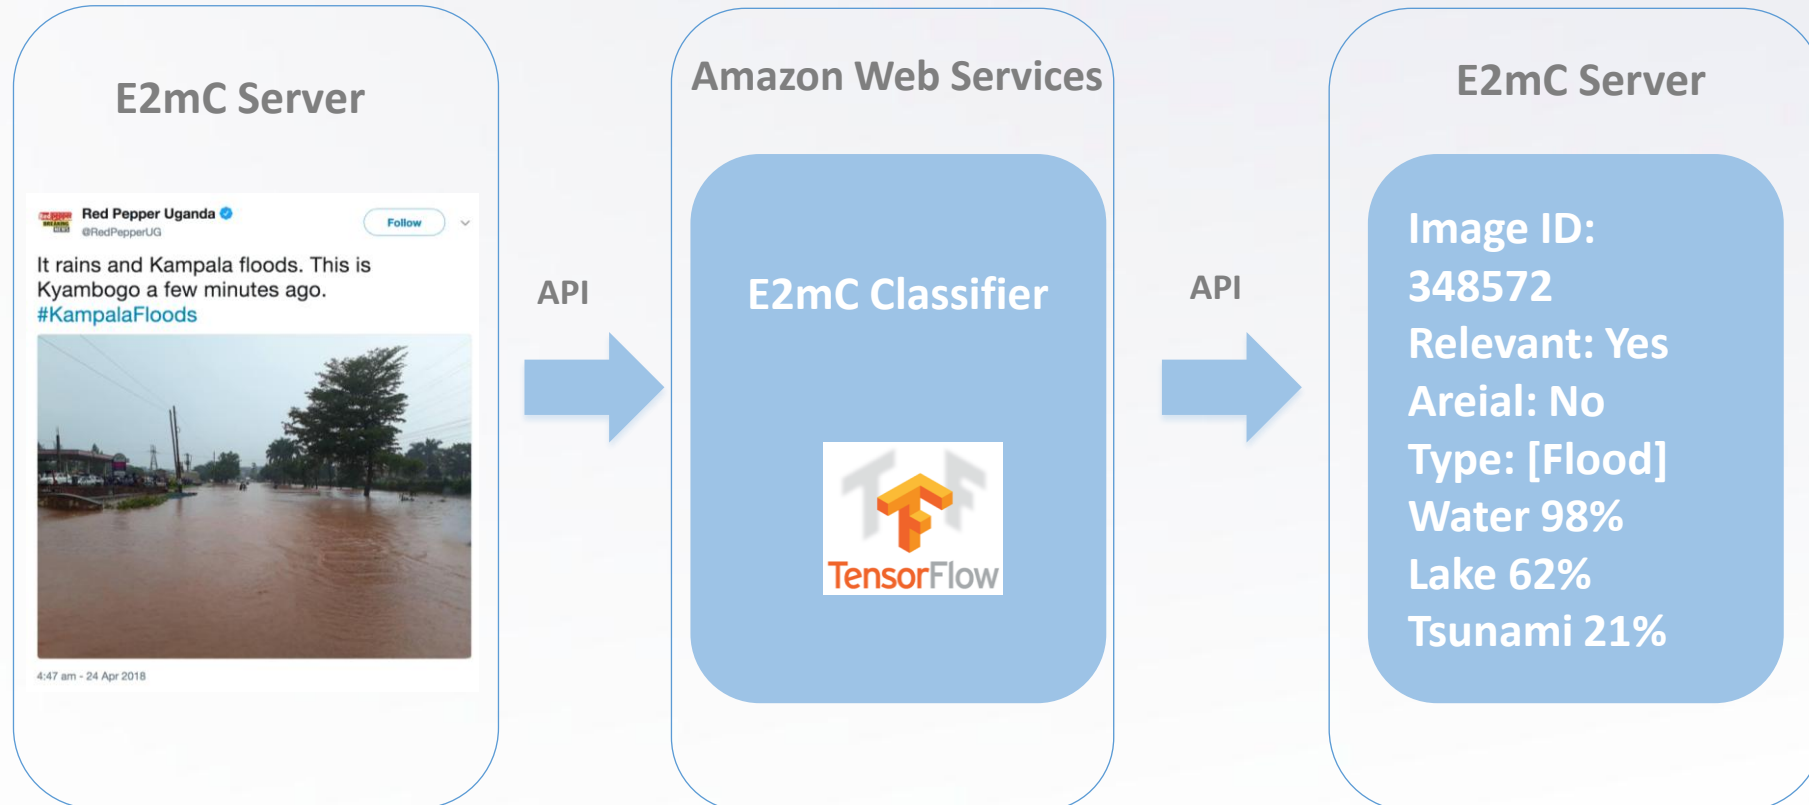 E2mC Server
Red Pepper Uganda
@RedPepperUG
Follow
It rains and Kampala floods. This is
Kyambogo a few minutes ago.
#KampalaFloods
4:47 am - 24 Apr 2018
API
Amazon Web Services
E2mC Classifier
TensorFlow
API
E2mC Server
Image ID:
348572
Relevant: Yes
Areial: No
Type: [Flood]
Water 98%
Lake 62%
Tsunami 21%